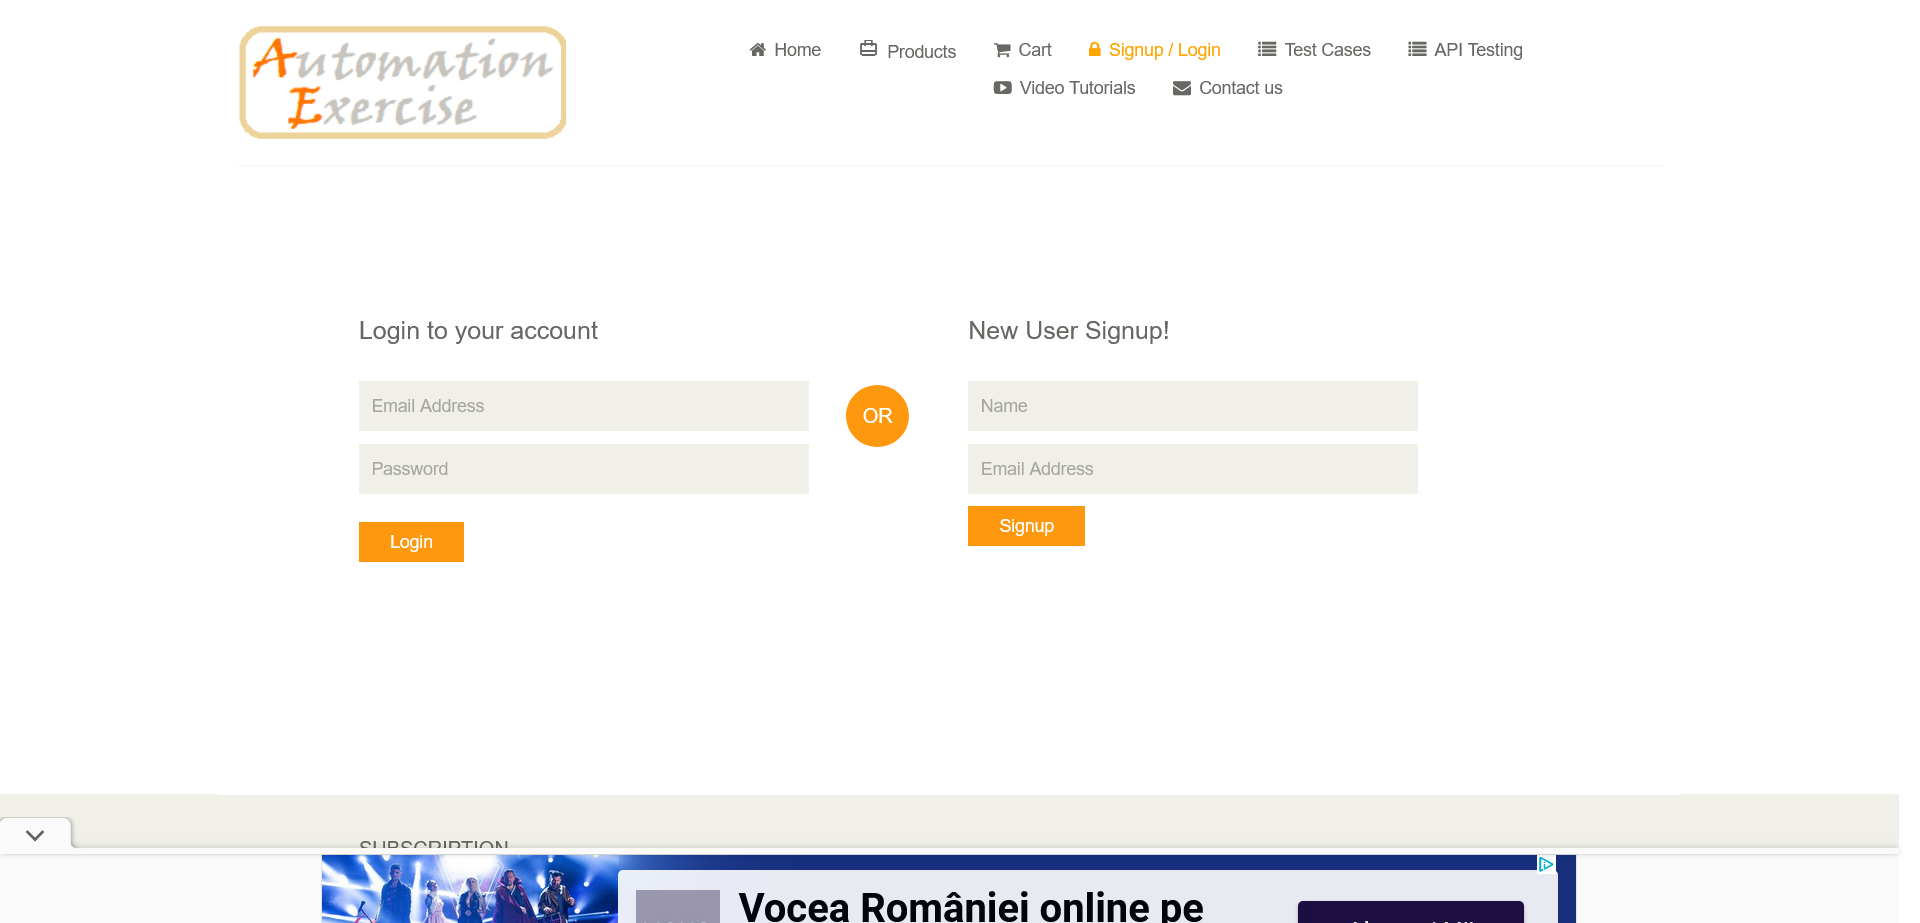 Automation
Exercise
Home
Products
Cart
Signup / Login
Test Cases
API Testing
Video Tutorials
Contact us
Login to your account
Email Address
Password
Login
OR
New User Signup!
Name
Email Address
Signup
SUBSCRIPTION
Vocea României online pe